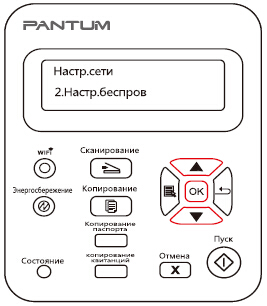 PANTUM
Настр.сети
2.Настр.беспров
WiFi
Сканирование
Энергосбережение
Копирование
OK
Копирование
паспорта
Пуск
Состояние
копирование
квитанций
Отмена
X